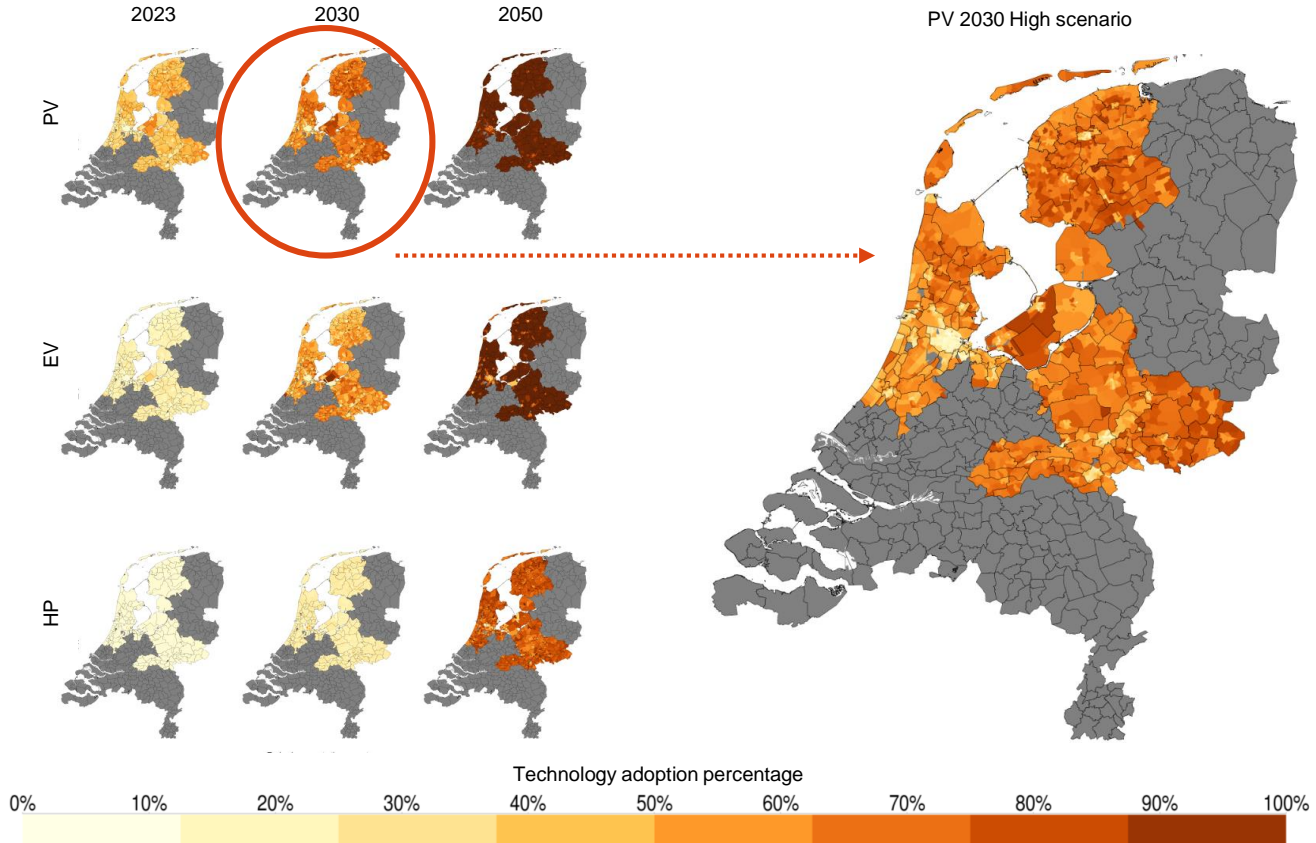 2023 2030 2050 PV 2030 High scenario
PV
EV
HP
Technology adoption percentage
0% 10% 20% 30% 40% 50% 60% 70% 80% 90% 100%